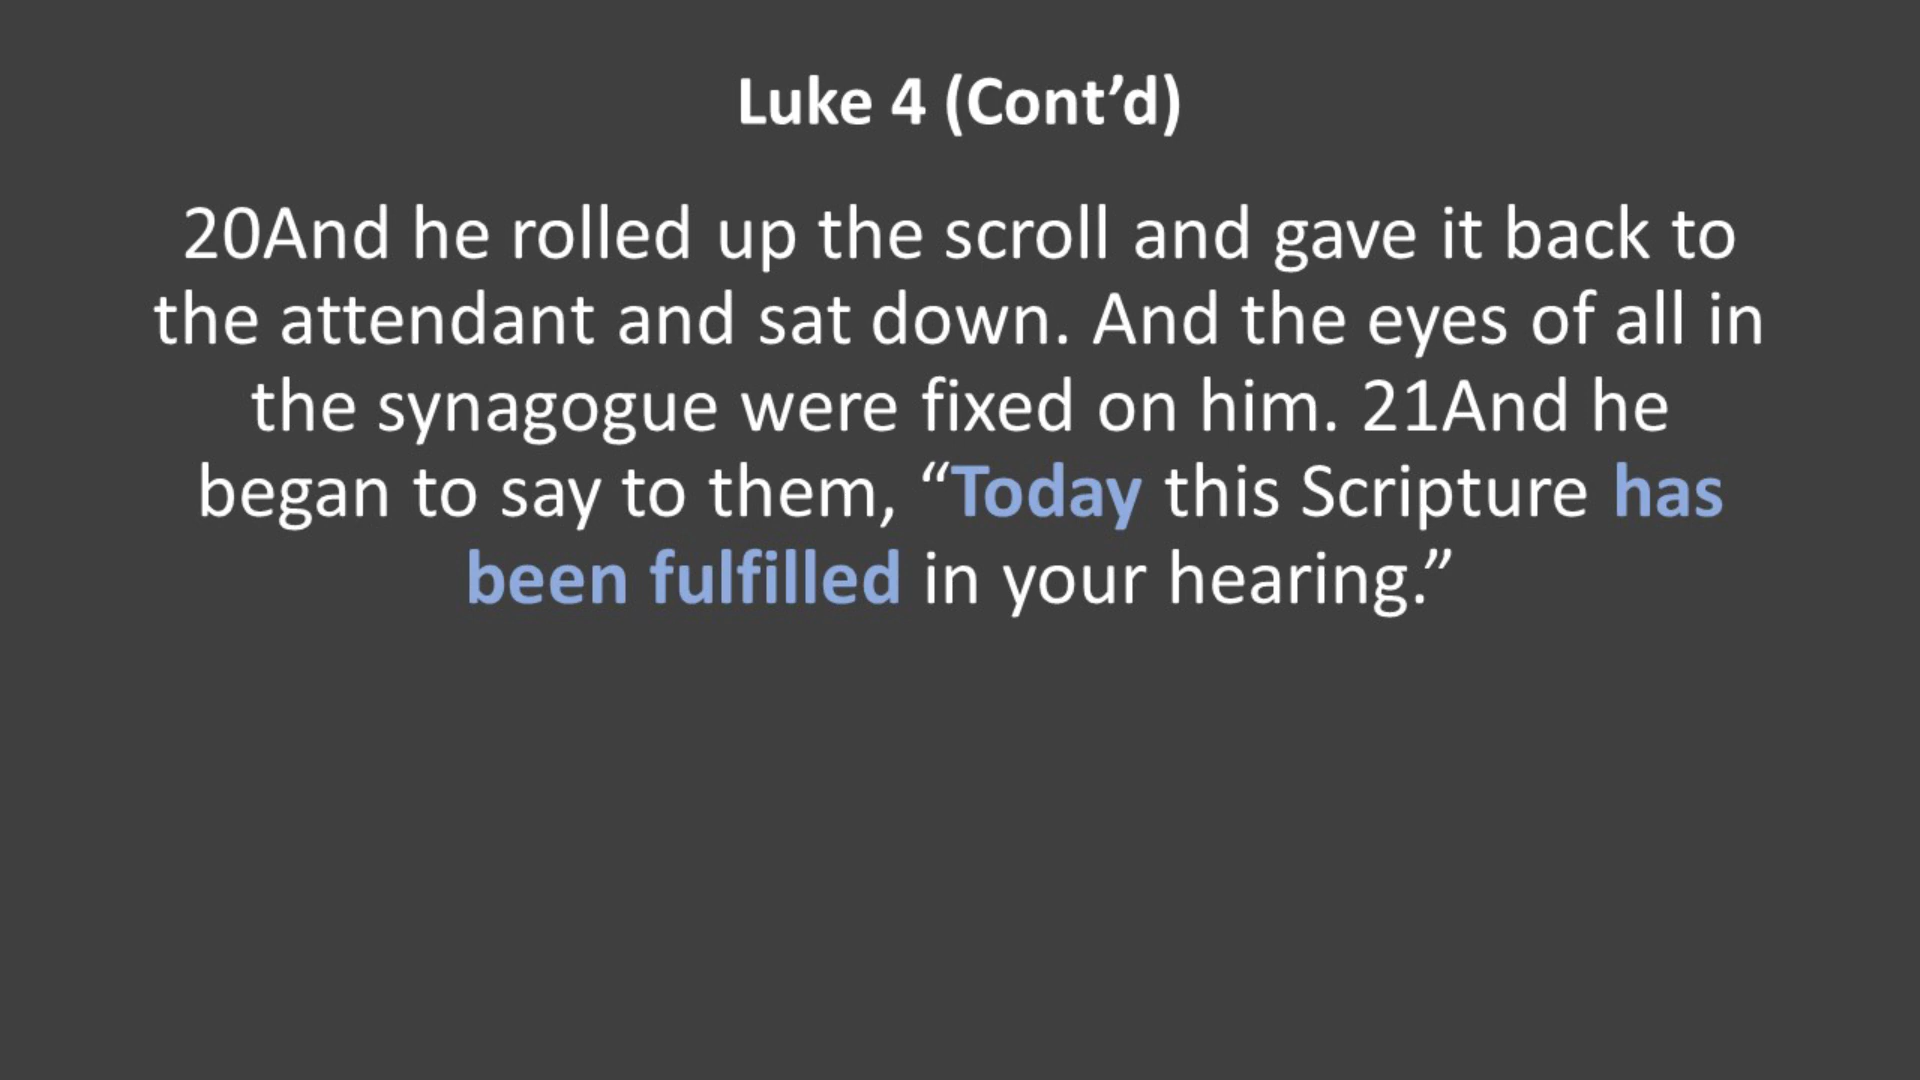 Luke 4 (Cont’d)
20And he rolled up the scroll and gave it back to
the attendant and sat down. And the eyes of all in
the synagogue were fixed on him. 21And he
began to say to them, “Today this Scripture has
been fulfilled in your hearing.”